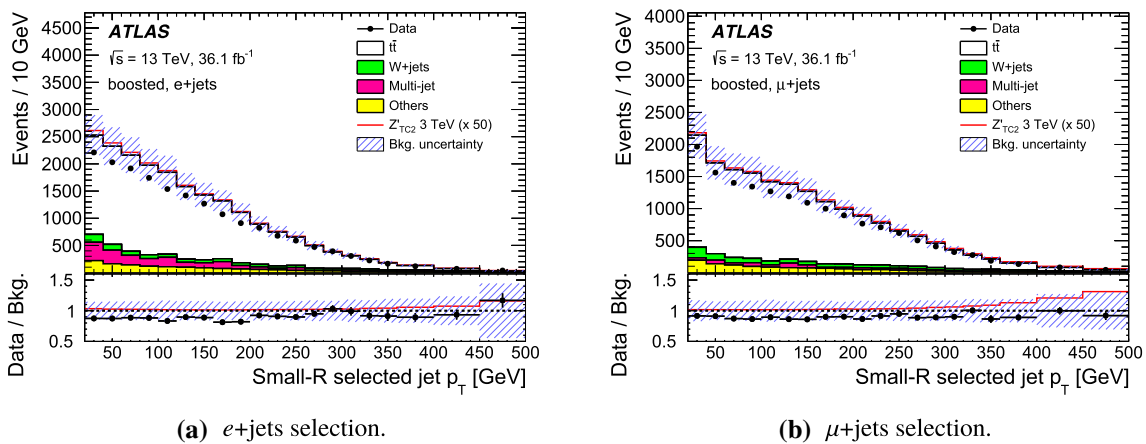 ATLAS
√s = 13 TeV, 36.1 fb⁻¹
boosted, e+jets
Data
tt̄
W+jets
Multi-jet
Others
Z'TC2 3 TeV (x 50)
Bkg. uncertainty
Events / 10 GeV
4500
4000
3500
3000
2500
2000
1500
1000
500
Data / Bkg.
1.5
1
0.5
50 100 150 200 250 300 350 400 450 500
Small-R selected jet pT [GeV]
(a) e+jets selection.
ATLAS
√s = 13 TeV, 36.1 fb⁻¹
boosted, μ+jets
Data
tt̄
W+jets
Multi-jet
Others
Z'TC2 3 TeV (x 50)
Bkg. uncertainty
Events / 10 GeV
4000
3500
3000
2500
2000
1500
1000
500
Data / Bkg.
1.5
1
0.5
50 100 150 200 250 300 350 400 450 500
Small-R selected jet pT [GeV]
(b) μ+jets selection.